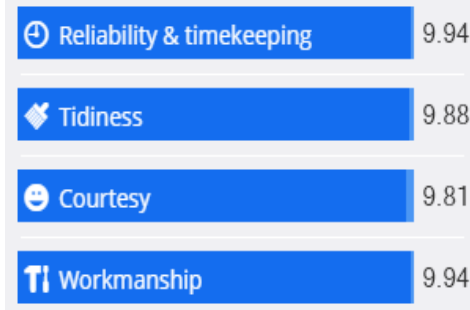 Reliability & timekeeping 9.94
Tidiness 9.88
Courtesy 9.81
Workmanship 9.94